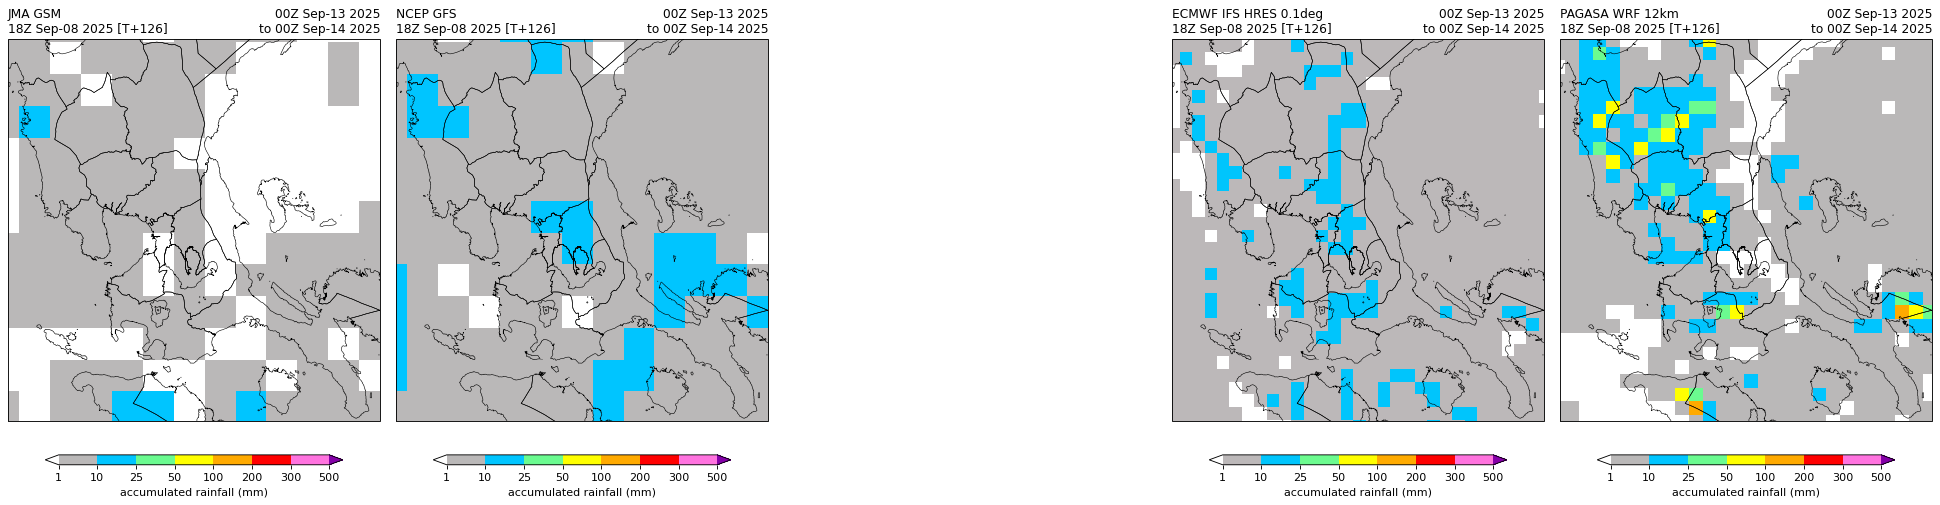 JMA GSM 00Z Sep-13 2025
18Z Sep-08 2025 [T+126] to 00Z Sep-14 2025
1 10 25 50 100 200 300 500
accumulated rainfall (mm)
NCEP GFS 00Z Sep-13 2025
18Z Sep-08 2025 [T+126] to 00Z Sep-14 2025
1 10 25 50 100 200 300 500
accumulated rainfall (mm)
ECMWF IFS HRES 0.1deg 00Z Sep-13 2025
18Z Sep-08 2025 [T+126] to 00Z Sep-14 2025
1 10 25 50 100 200 300 500
accumulated rainfall (mm)
PAGASA WRF 12km 00Z Sep-13 2025
18Z Sep-08 2025 [T+126] to 00Z Sep-14 2025
1 10 25 50 100 200 300 500
accumulated rainfall (mm)